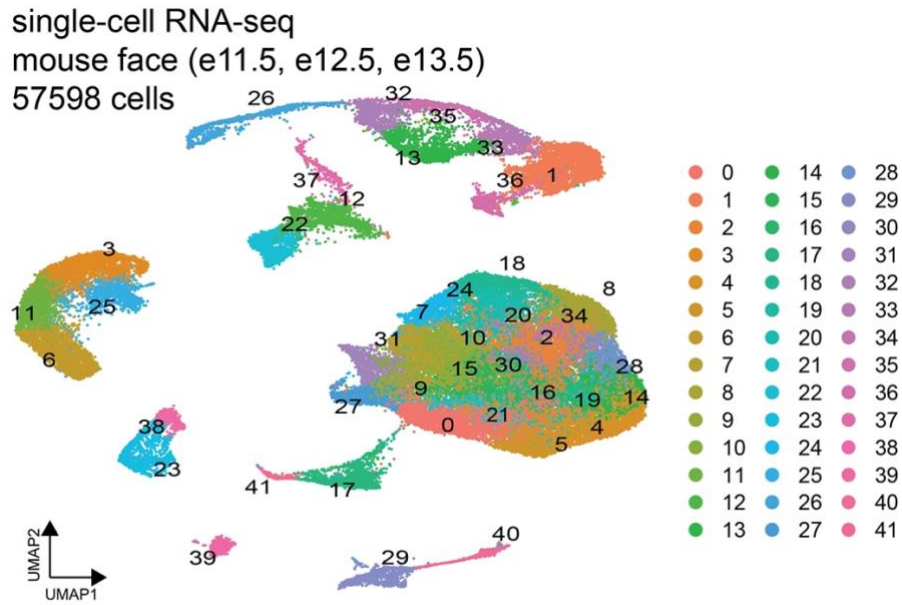 single-cell RNA-seq
mouse face (e11.5, e12.5, e13.5)
57598 cells
26
32
35
13
33
36 1
37
12
22
3
25
11
6
18
24
8
7
20
34
31
10
2
15
30
28
9
16
19
14
27
0
21
4
5
38
23
41
17
39
29
40
UMAP2
UMAP1
0 14 28
1 15 29
2 16 30
3 17 31
4 18 32
5 19 33
6 20 34
7 21 35
8 22 36
9 23 37
10 24 38
11 25 39
12 26 40
13 27 41